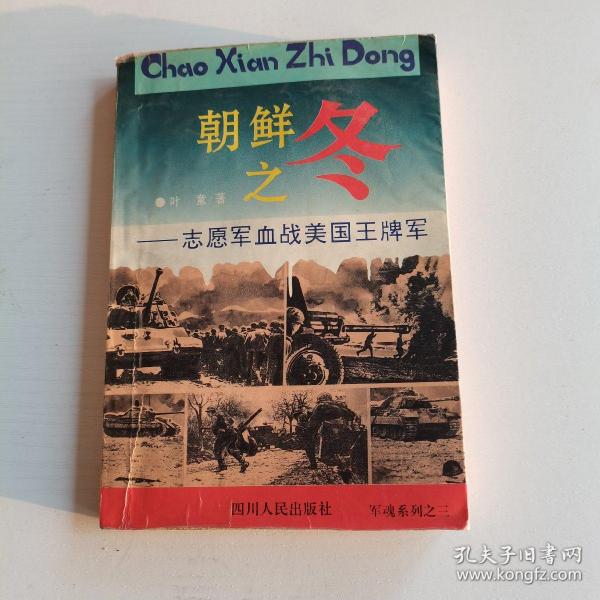 Chao Xian Zhi Dong
朝鲜之冬
●叶童著
——志愿军血战美国王牌军
四川人民出版社 军魂系列之三
孔夫子旧书网
www.kongfz.com